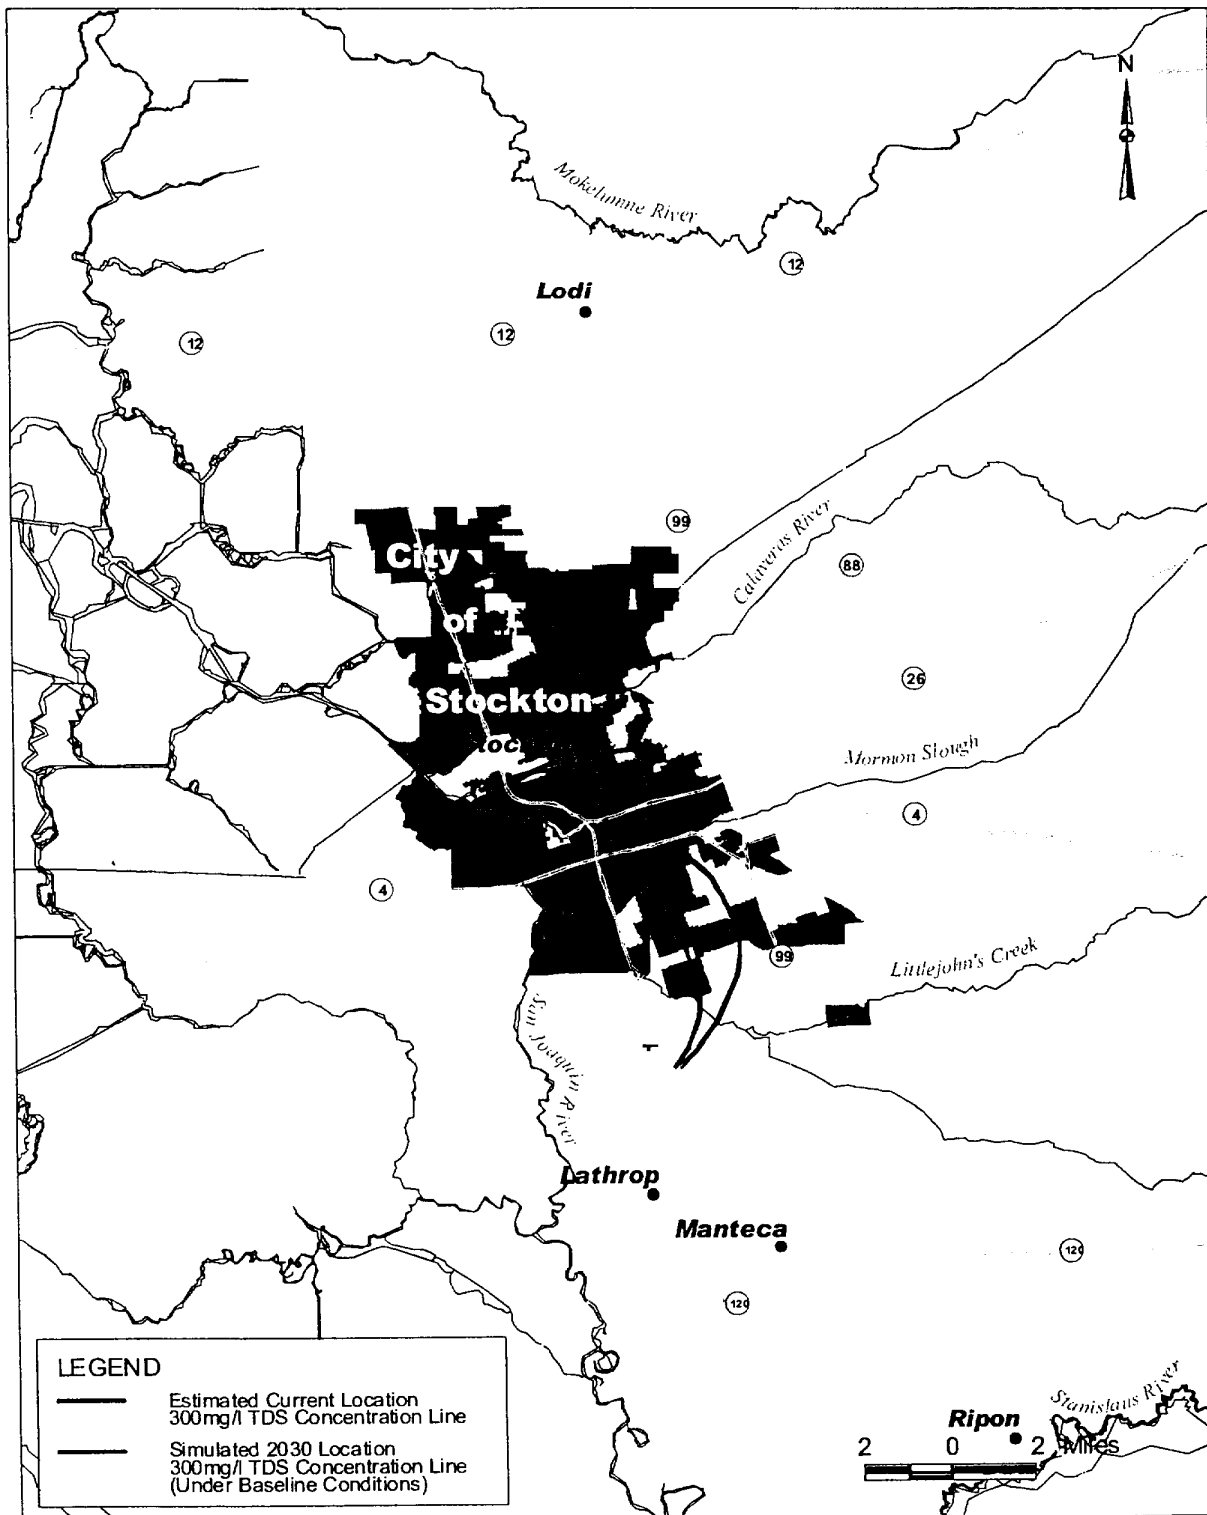 N
Mokelumne River
12
Lodi
12
12
99
Calaveras River
88
City
of
26
Stockton
Mormon Slough
4
4
99
Littlejohn's Creek
San Joaquin River
Lathrop
Manteca
120
120
LEGEND
Estimated Current Location
300mg/l TDS Concentration Line
Simulated 2030 Location
300mg/l TDS Concentration Line
(Under Baseline Conditions)
Stanislaus River
Ripon
2 0 2 Miles